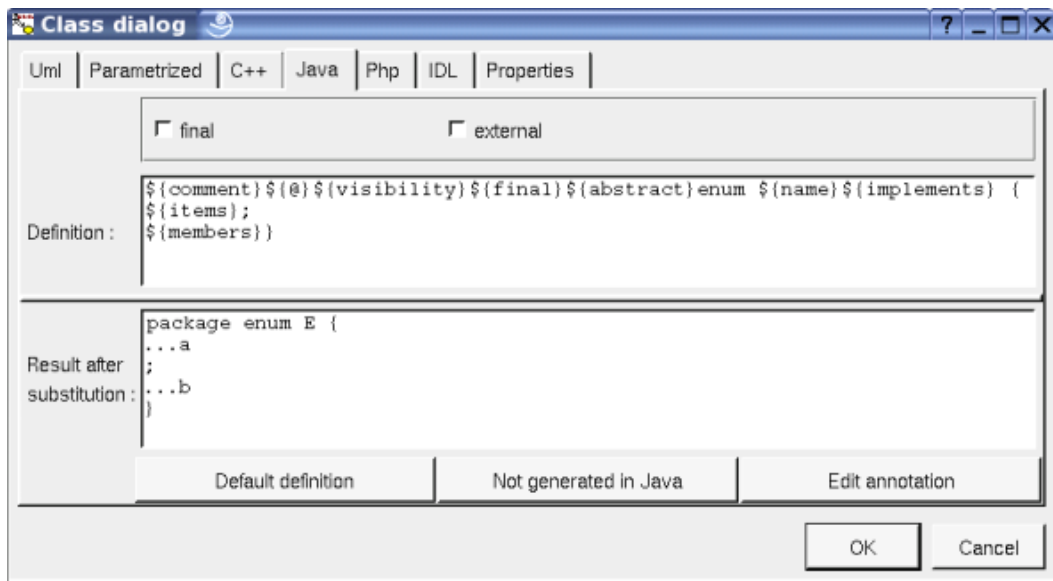 Class dialog
Uml Parametrized C++ Java Php IDL Properties
final external
Definition :
${comment}${@}${visibility}${final}${abstract}enum ${name}${implements} {
${items};
${members}}
Result after
substitution :
package enum E {
...a
;
...b
}
Default definition Not generated in Java Edit annotation
OK Cancel